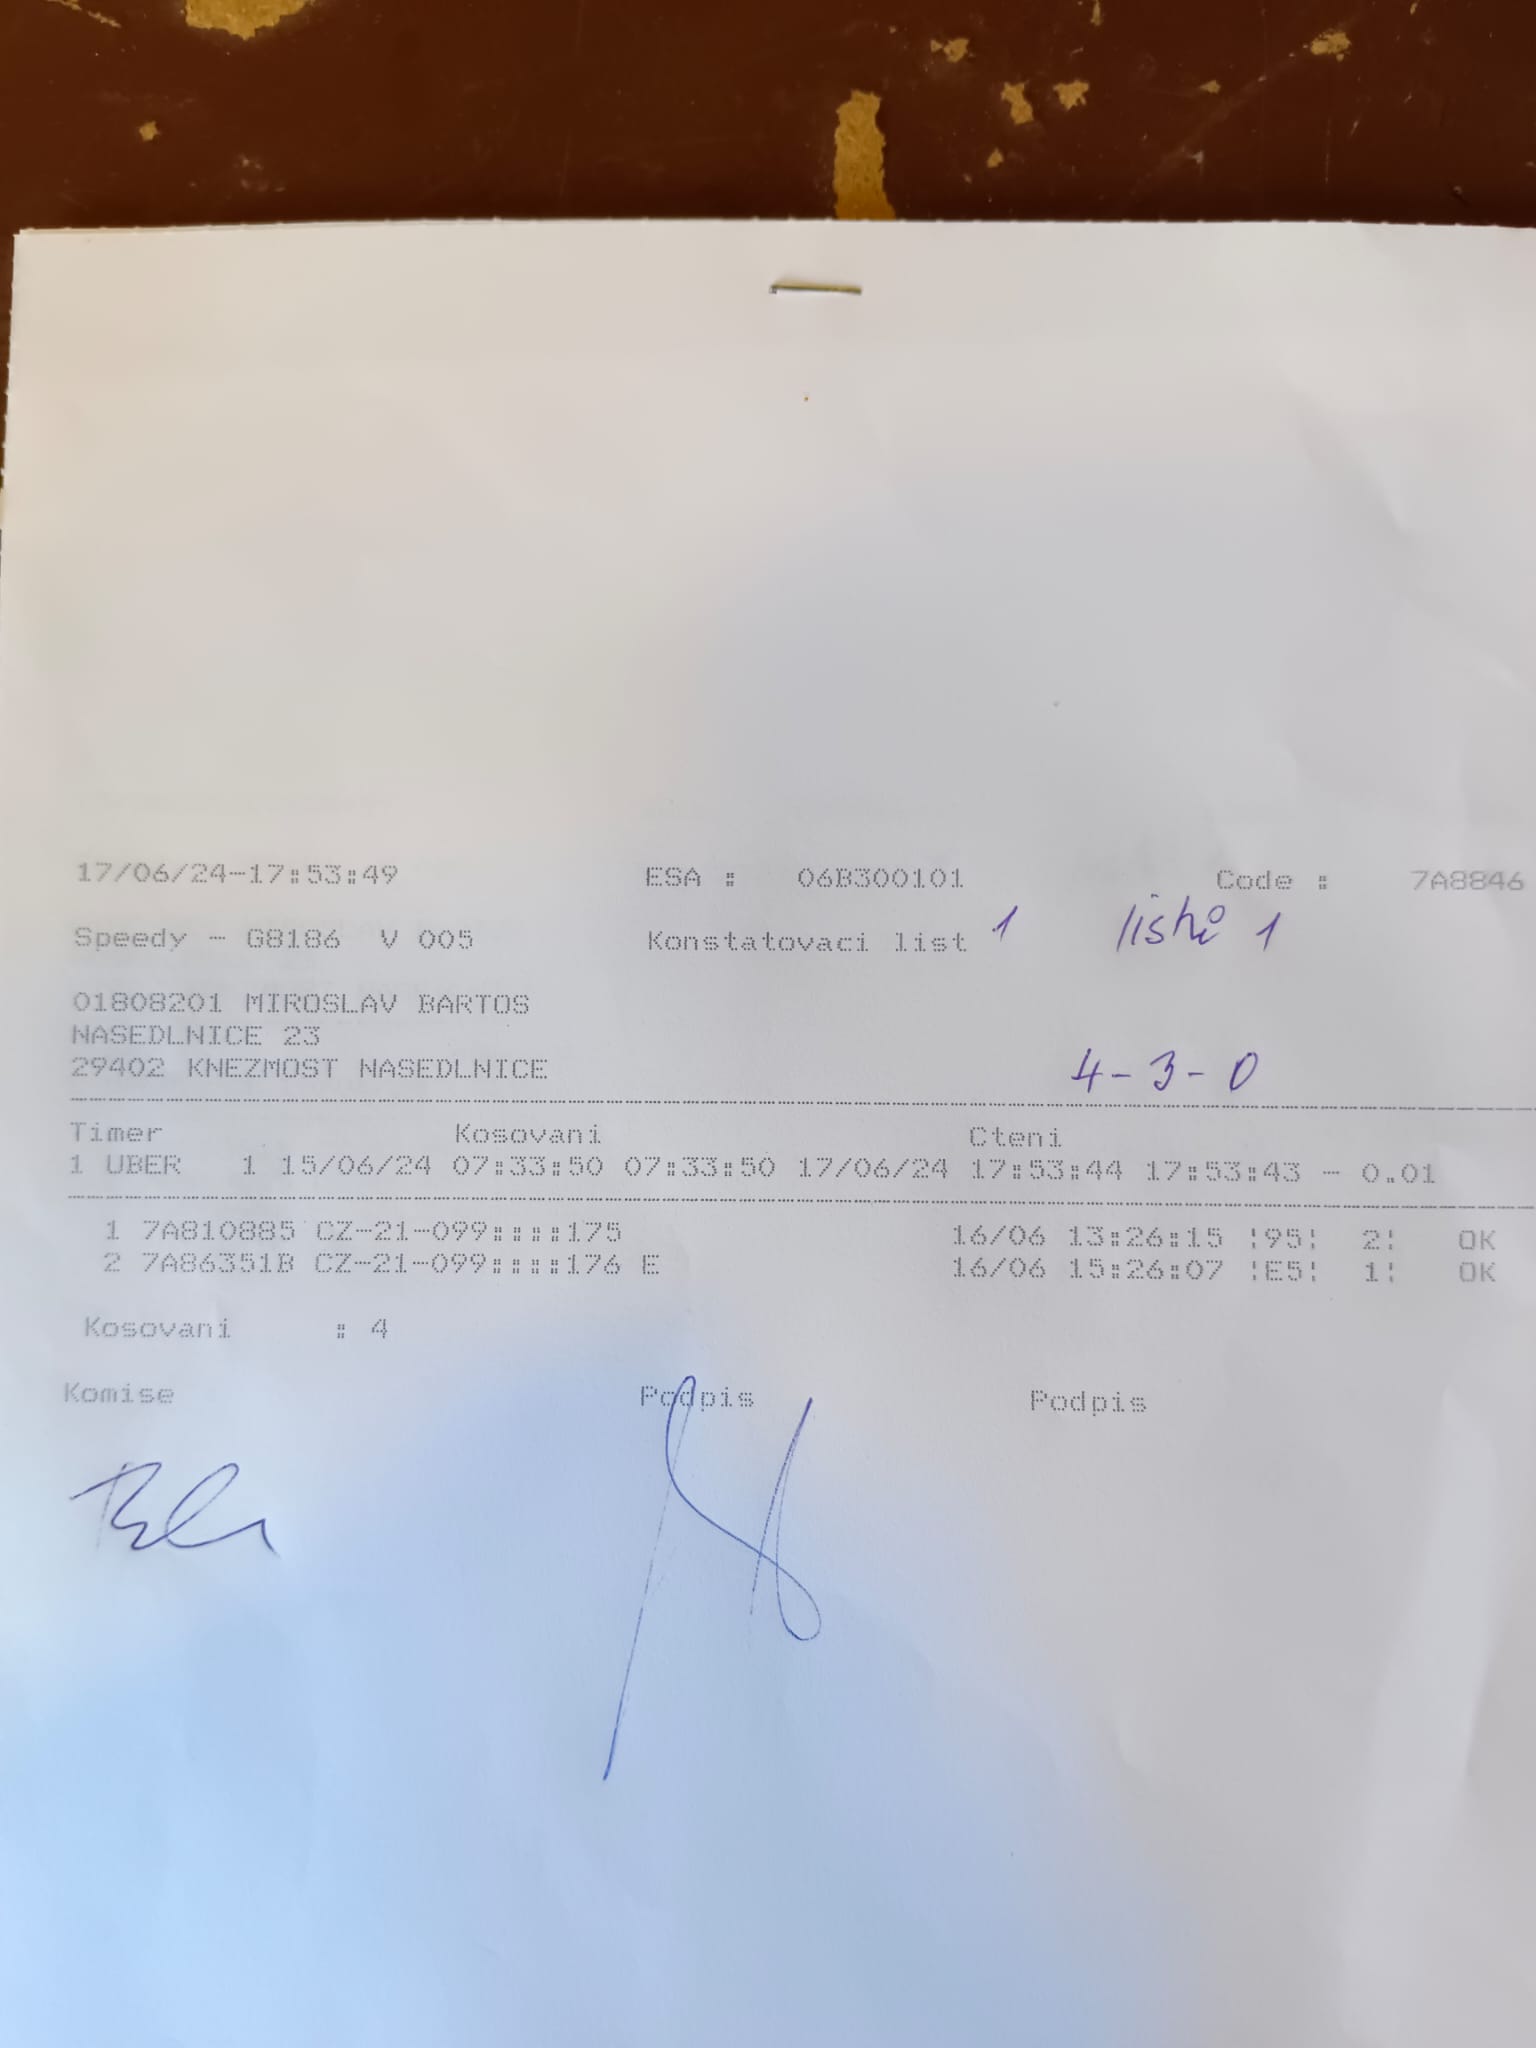 17/06/24-17:53:49 ESA : 06B300101 Code : 7A8846
Speedy - G8186 V 005 Konstatovaci list 1 listů 1
01808201 MIROSLAV BARTOS
NASEDLNICE 23
29402 KNEZMOST NASEDLNICE
4-3-0
Timer Kosovani Cteni
1 UBER 1 15/06/24 07:33:50 07:33:50 17/06/24 17:53:44 17:53:43 - 0.01
1 7A810885 CZ-21-099::::175 16/06 13:26:15 ¦95¦ 2¦ OK
2 7A86351B CZ-21-099::::176 E 16/06 15:26:07 ¦E5¦ 1¦ OK
Kosovani : 4
Komise Podpis Podpis